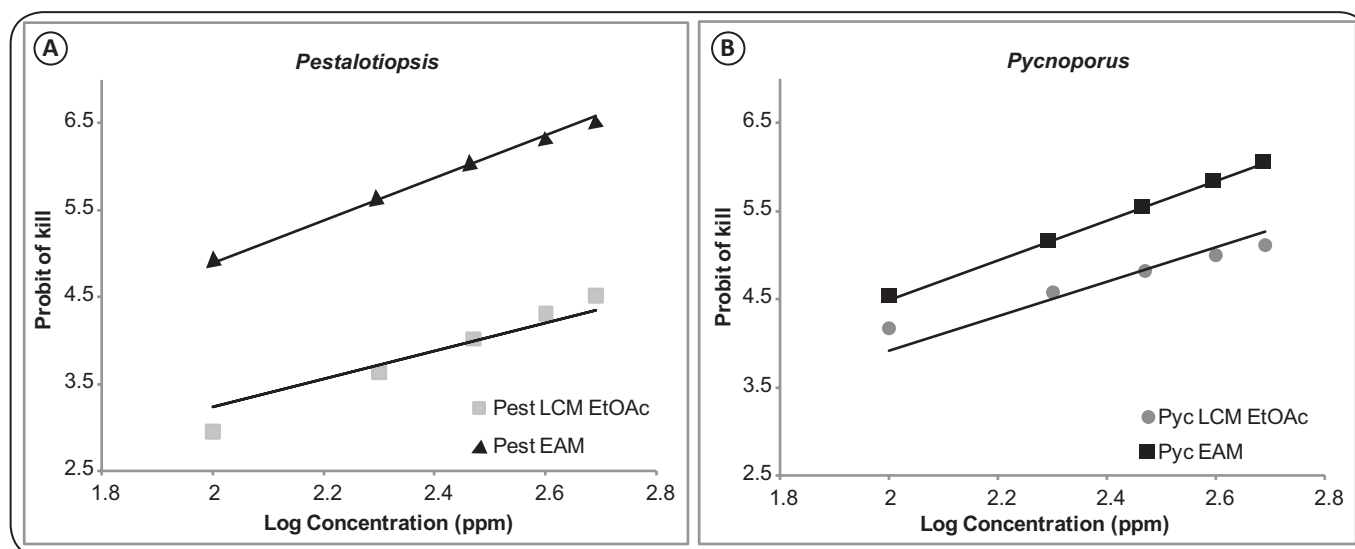 A
Pestalotiopsis
6.5
5.5
4.5
3.5
2.5
1.8
2
2.2
2.4
2.6
2.8
Probit of kill
Log Concentration (ppm)
Pest LCM EtOAc
Pest EAM
B
Pycnoporus
6.5
5.5
4.5
3.5
2.5
1.8
2
2.2
2.4
2.6
2.8
Probit of kill
Log Concentration (ppm)
Pyc LCM EtOAc
Pyc EAM